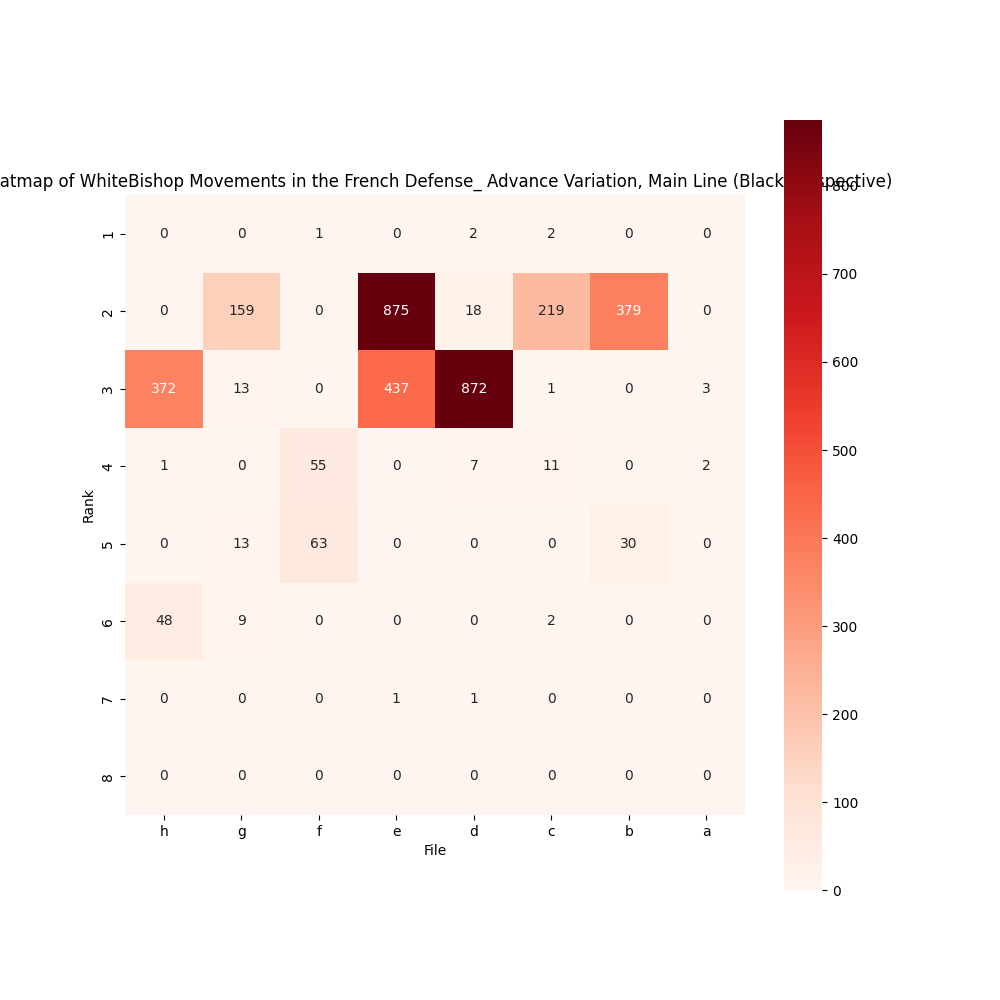 atmap of WhiteBishop Movements in the French Defense_ Advance Variation, Main Line (Black spective)
800
1 0 0 1 0 2 2 0 0
700
2 0 159 0 875 18 219 379 0
600
3 372 13 0 437 872 1 0 3
500
4 1 0 55 0 7 11 0 2
Rank
400
5 0 13 63 0 0 0 30 0
300
6 48 9 0 0 0 2 0 0
200
7 0 0 0 1 1 0 0 0
100
8 0 0 0 0 0 0 0 0
h g f e d c b a
File
0